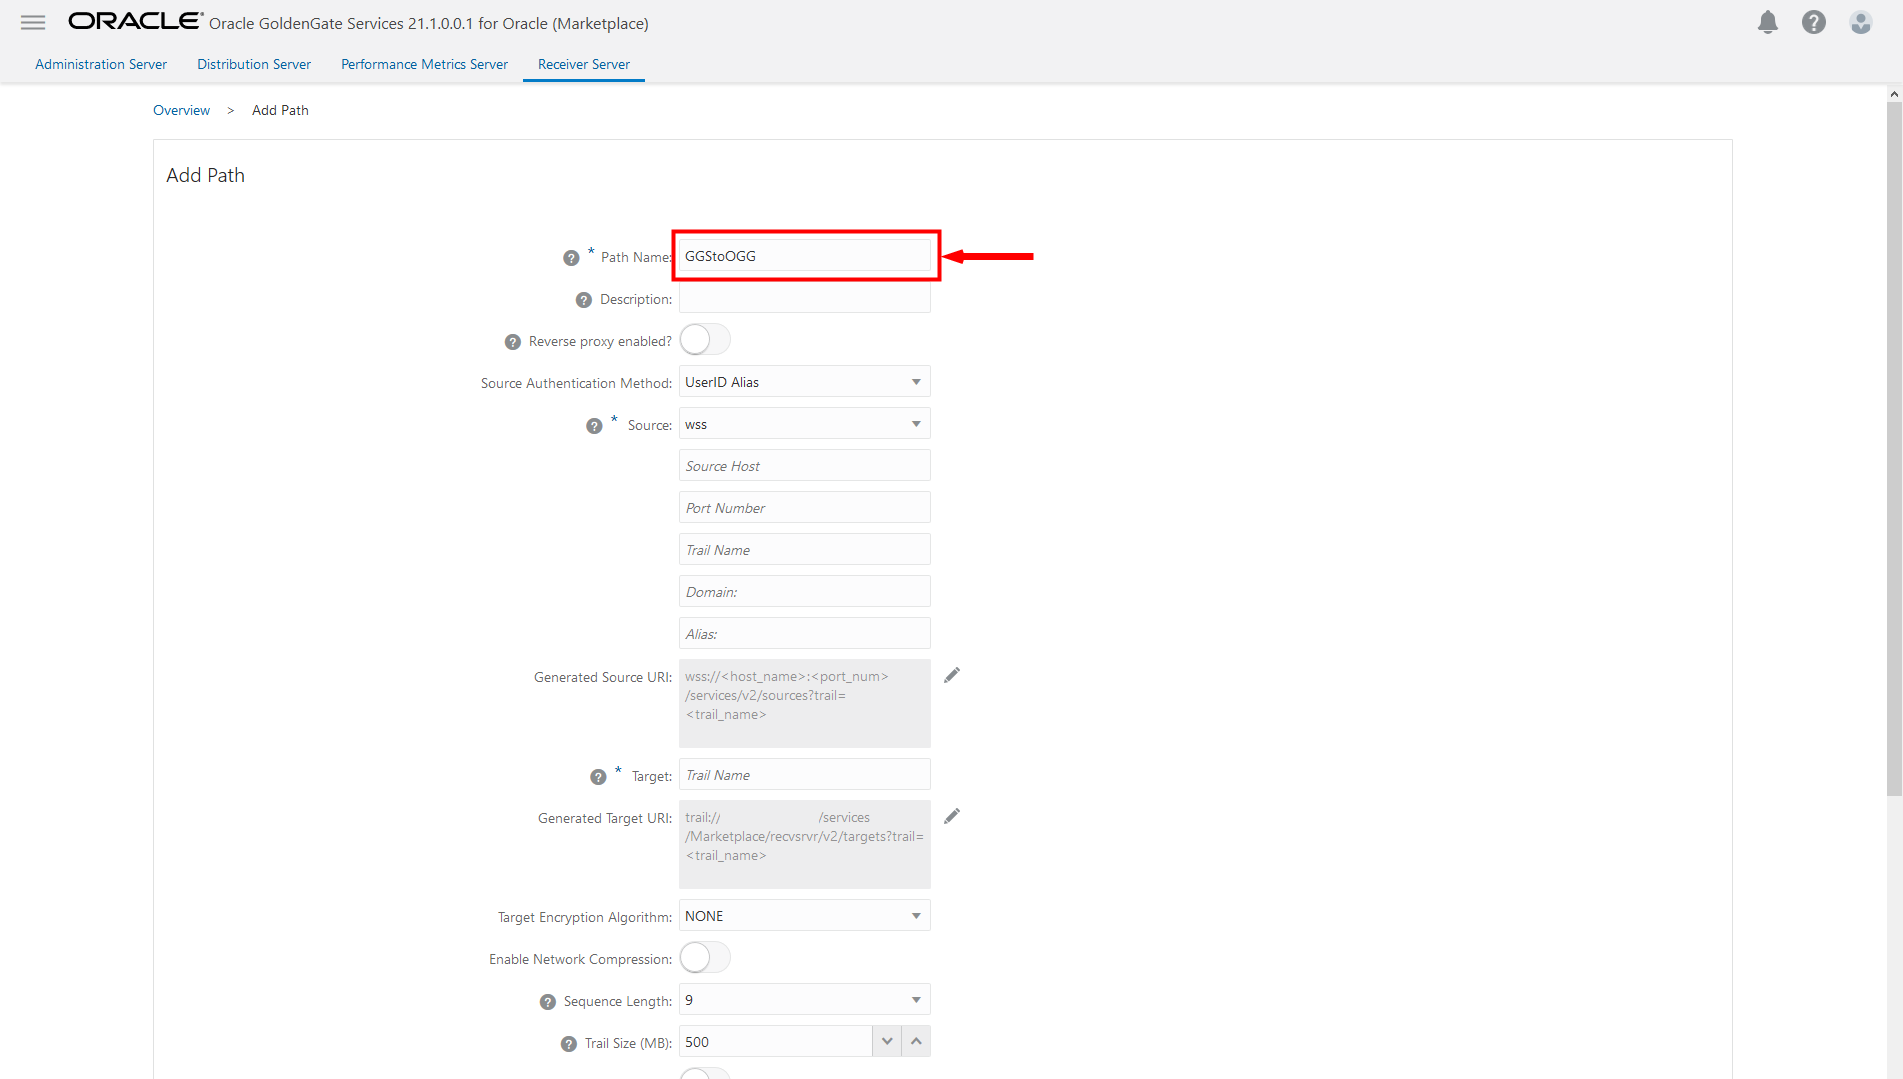 ORACLE® Oracle GoldenGate Services 21.1.0.0.1 for Oracle (Marketplace)
Administration Server Distribution Server Performance Metrics Server Receiver Server
Overview > Add Path
Add Path
? * Path Name: GGStoOGG
? Description:
? Reverse proxy enabled?
Source Authentication Method: UserID Alias
? * Source: wss
Source Host
Port Number
Trail Name
Domain:
Alias:
Generated Source URI: wss://<host_name>:<port_num>
/services/v2/sources?trail=
<trail_name>
? * Target: Trail Name
Generated Target URI: trail:// /services
/Marketplace/recvsrvr/v2/targets?trail=
<trail_name>
Target Encryption Algorithm: NONE
Enable Network Compression:
? Sequence Length: 9
? Trail Size (MB): 500